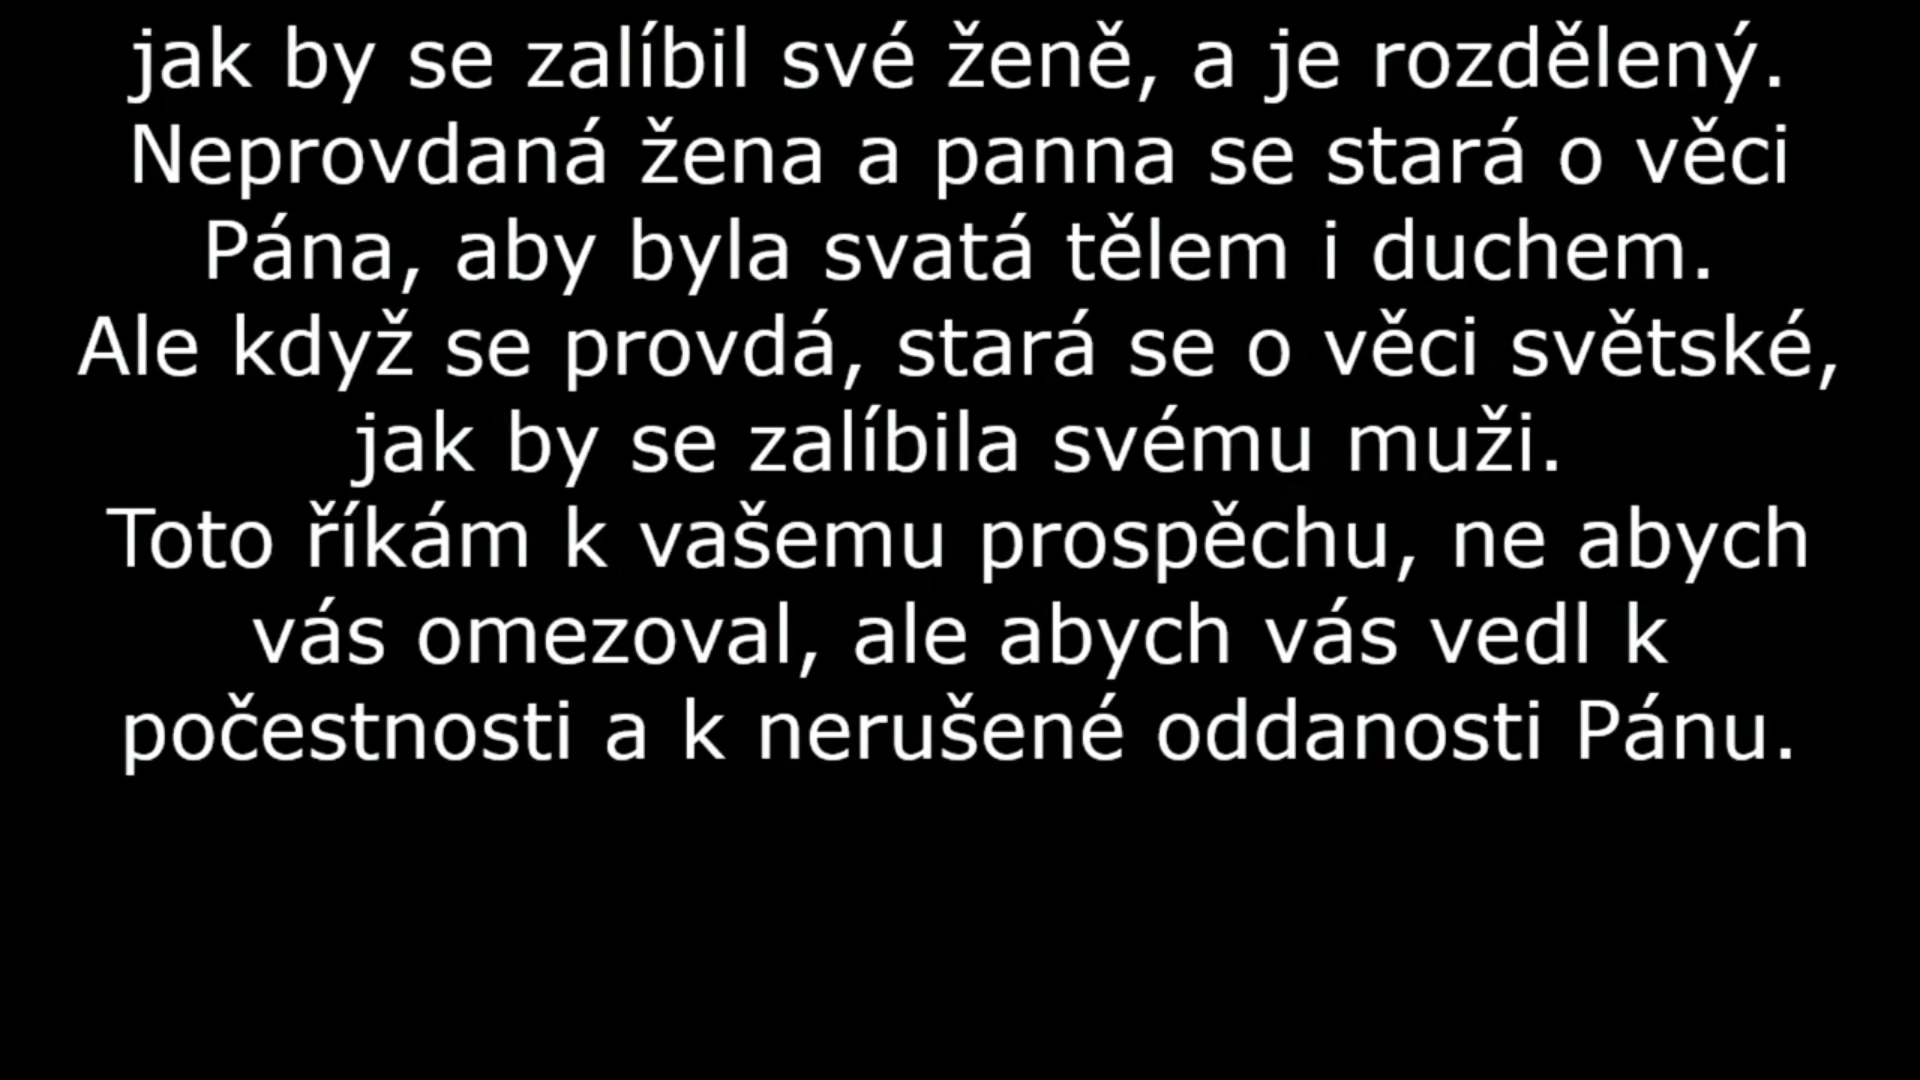 jak by se zalíbil své ženě, a je rozdělený.
Neprovdaná žena a panna se stará o věci
Pána, aby byla svatá tělem i duchem.
Ale když se provdá, stará se o věci světské,
jak by se zalíbila svému muži.
Toto říkám k vašemu prospěchu, ne abych
vás omezoval, ale abych vás vedl k
počestnosti a k nerušené oddanosti Pánu.